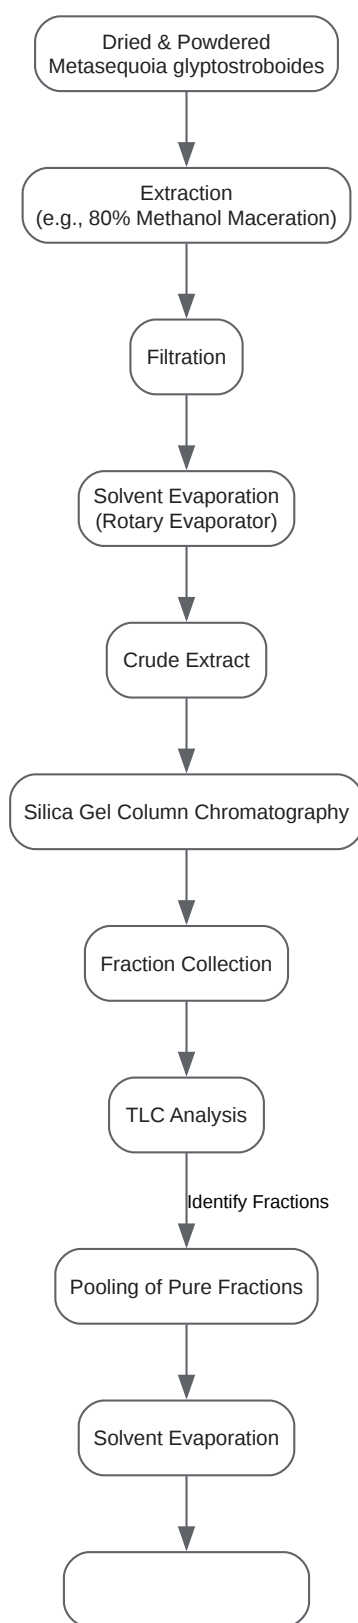 Dried & Powdered
Metasequoia glyptostroboides
Extraction
(e.g., 80% Methanol Maceration)
Filtration
Solvent Evaporation
(Rotary Evaporator)
Crude Extract
Silica Gel Column Chromatography
Fraction Collection
TLC Analysis
Identify Fractions
Pooling of Pure Fractions
Solvent Evaporation